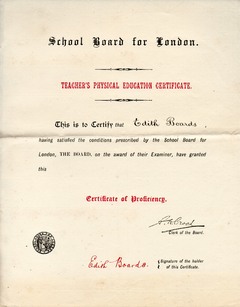 School Board for London.
TEACHER'S PHYSICAL EDUCATION CERTIFICATE.
This is to Certify THAT Edith Boards
having satisfied the conditions prescribed by the School Board for
London, THE BOARD, on the award of their Examiner, have granted
this
Certificate of Proficiency.
Clerk of the Board.
Edith Boards. { Signature of the holder
of this Certificate.